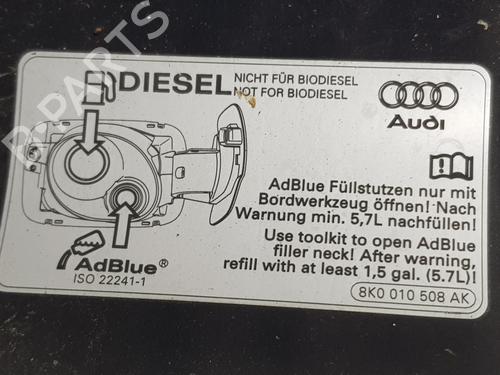 B-PARTS
DIESEL
NICHT FÜR BIODIESEL
NOT FOR BIODIESEL
Audi
AdBlue Füllstutzen nur mit
Bordwerkzeug öffnen! Nach
Warnung min. 5,7L nachfüllen!
Use toolkit to open AdBlue
filler neck! After warning,
refill with at least 1,5 gal. (5.7L)!
AdBlue®
ISO 22241-1
8K0 010 508 AK